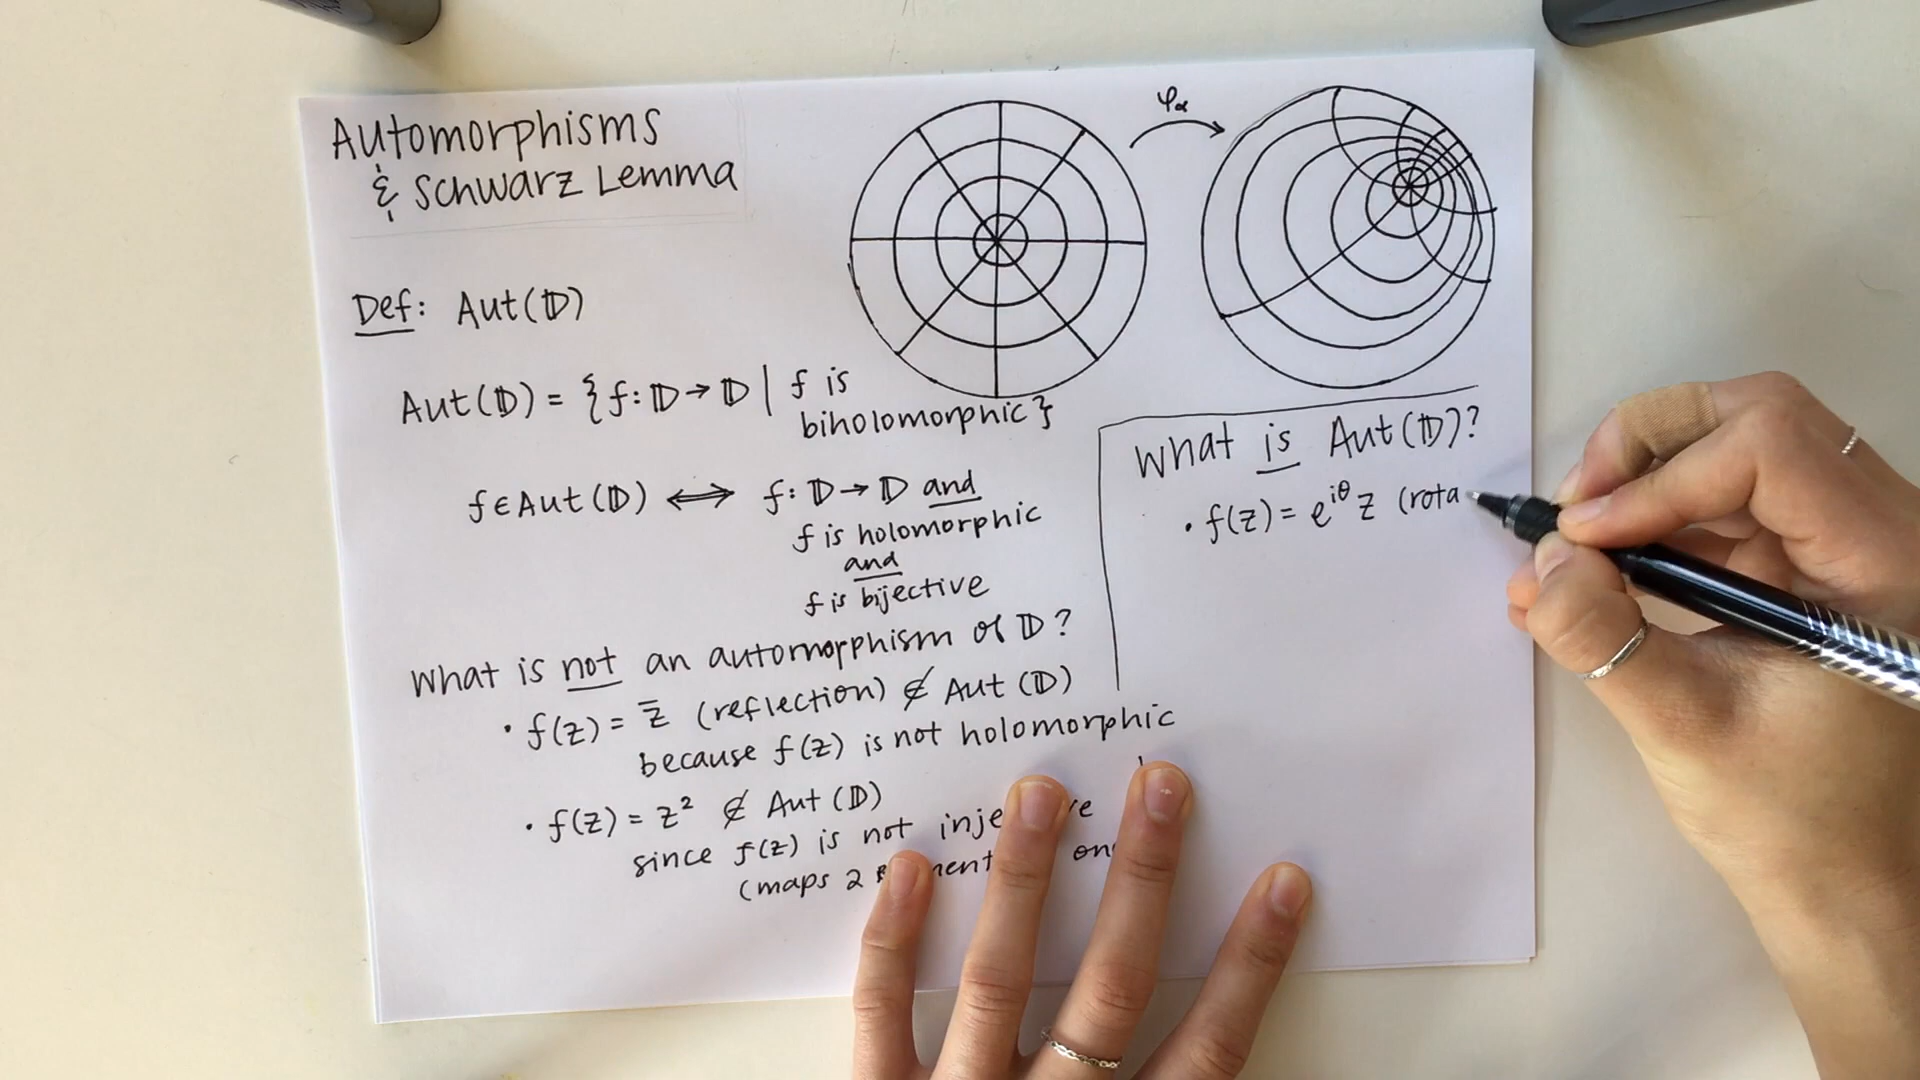 Automorphisms
& Schwarz Lemma
φα
Def: Aut(𝔻)
Aut(𝔻) = {f: 𝔻→𝔻 | f is
biholomorphic}
f∈Aut(𝔻) ⟺ f: 𝔻→𝔻 and
f is holomorphic
and
f is bijective
What is not an automorphism of 𝔻?
• f(z) = z̄ (reflection) ∉ Aut(𝔻)
because f(z) is not holomorphic
• f(z) = z² ∉ Aut(𝔻)
since f(z) is not
(maps 2
What is Aut(𝔻)?
• f(z) = e^{iθ} z (rota